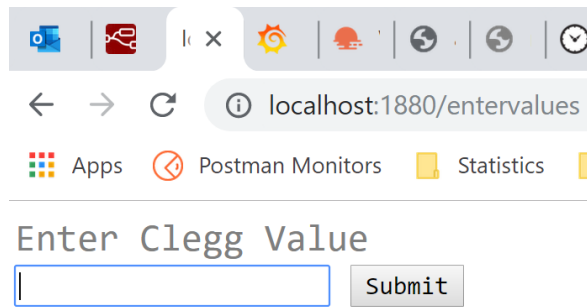 localhost:1880/entervalues
Apps Postman Monitors Statistics
Enter Clegg Value
Submit